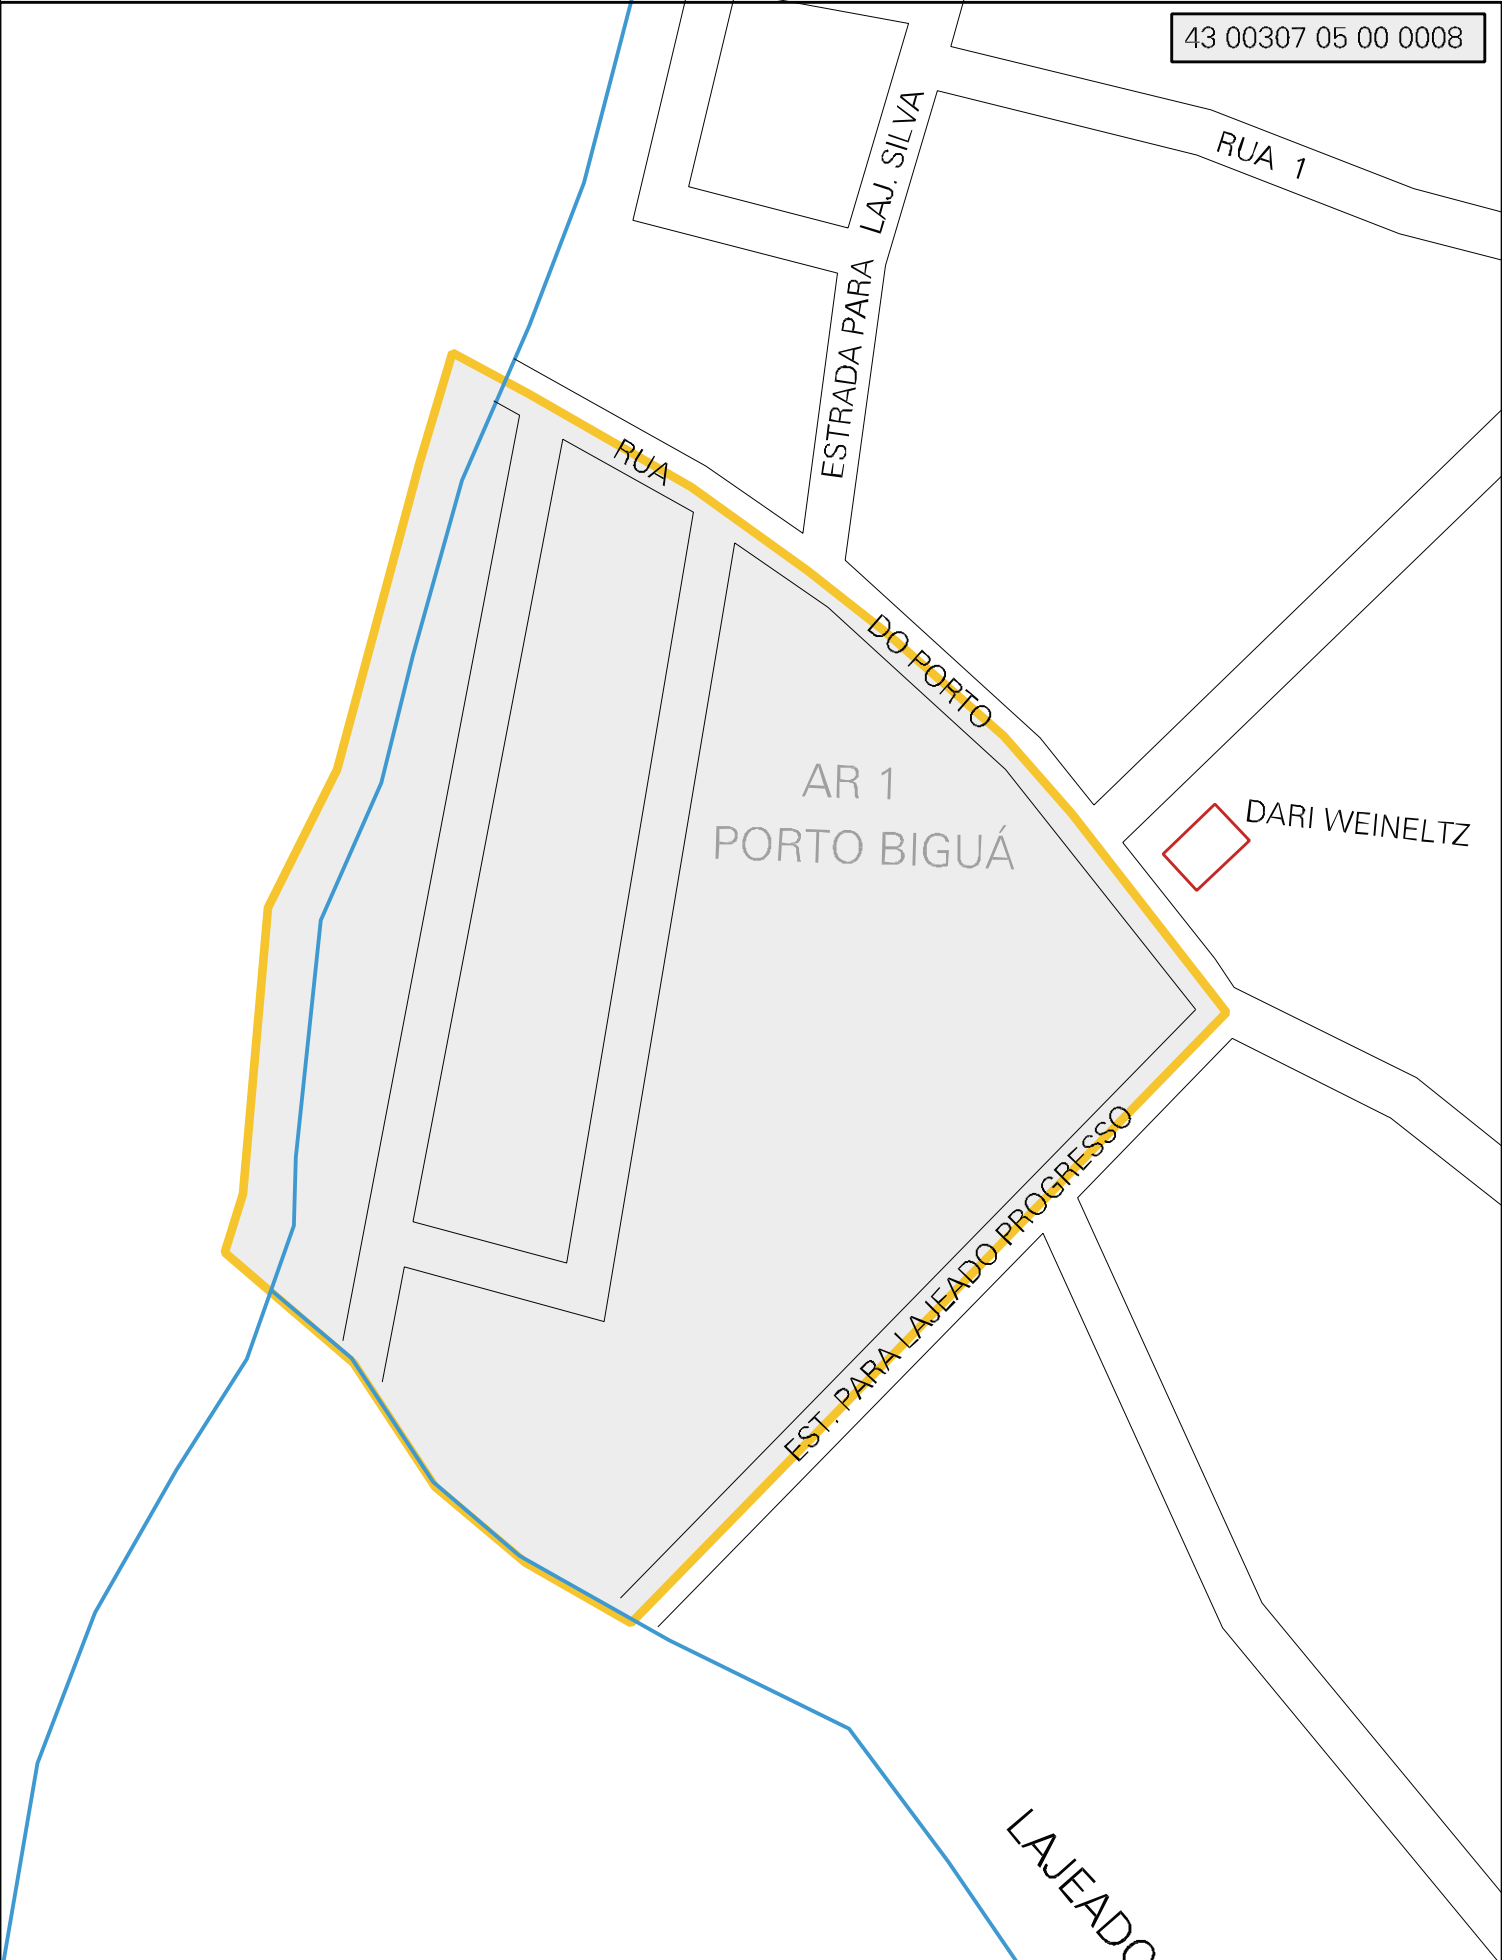 43 00307 05 00 0008
RUA 1
ESTRADA PARA LAJ. SILVA
RUA DO PORTO
AR 1
PORTO BIGUÁ
DARI WEINELTZ
EST. PARA LAJEADO PROGRESSO
LAJEADO